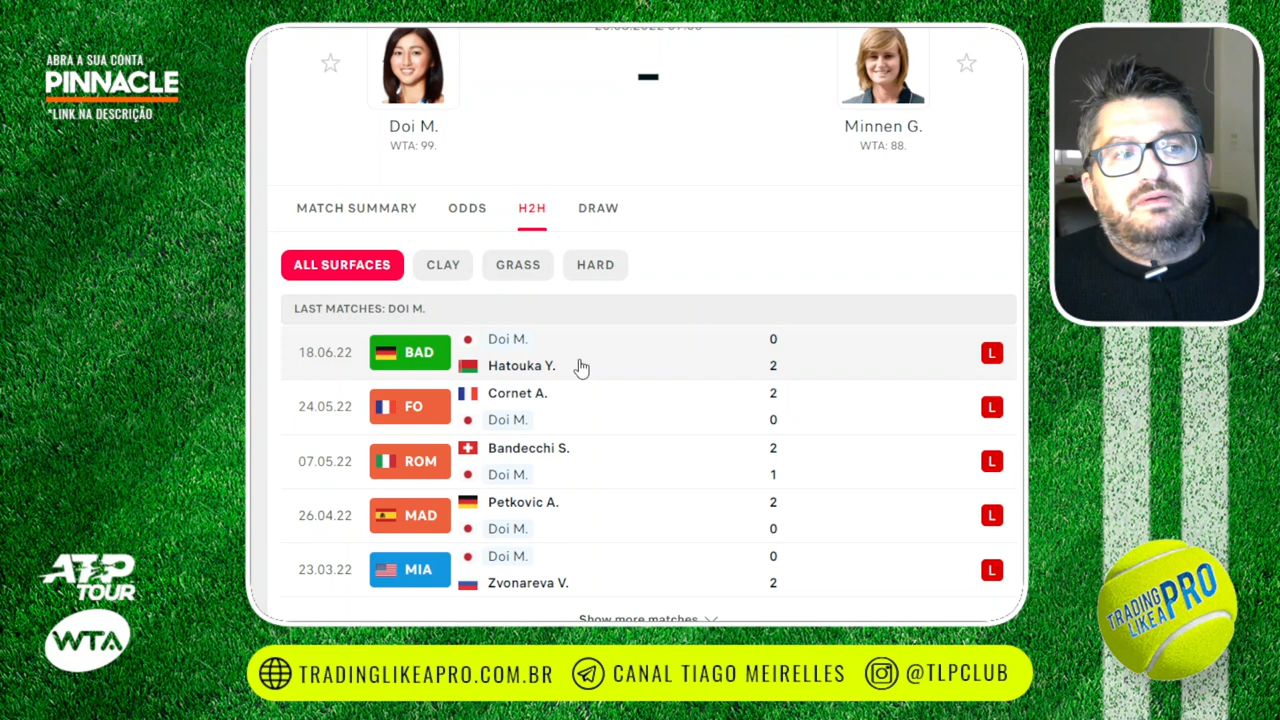 ABRA A SUA CONTA
PINNACLE
*LINK NA DESCRIÇÃO
Doi M.
WTA: 99.
Minnen G.
WTA: 88.
MATCH SUMMARY ODDS H2H DRAW
ALL SURFACES CLAY GRASS HARD
LAST MATCHES: DOI M.
18.06.22 BAD Doi M. 0 L
Hatouka Y. 2
24.05.22 FO Cornet A. 2 L
Doi M. 0
07.05.22 ROM Bandecchi S. 2 L
Doi M. 1
26.04.22 MAD Petkovic A. 2 L
Doi M. 0
23.03.22 MIA Doi M. 0 L
Zvonareva V. 2
Show more matches
ATP
TOUR
WTA
TRADING
LIKE A
PRO
TRADINGLIKEAPRO.COM.BR CANAL TIAGO MEIRELLES @TLPCLUB